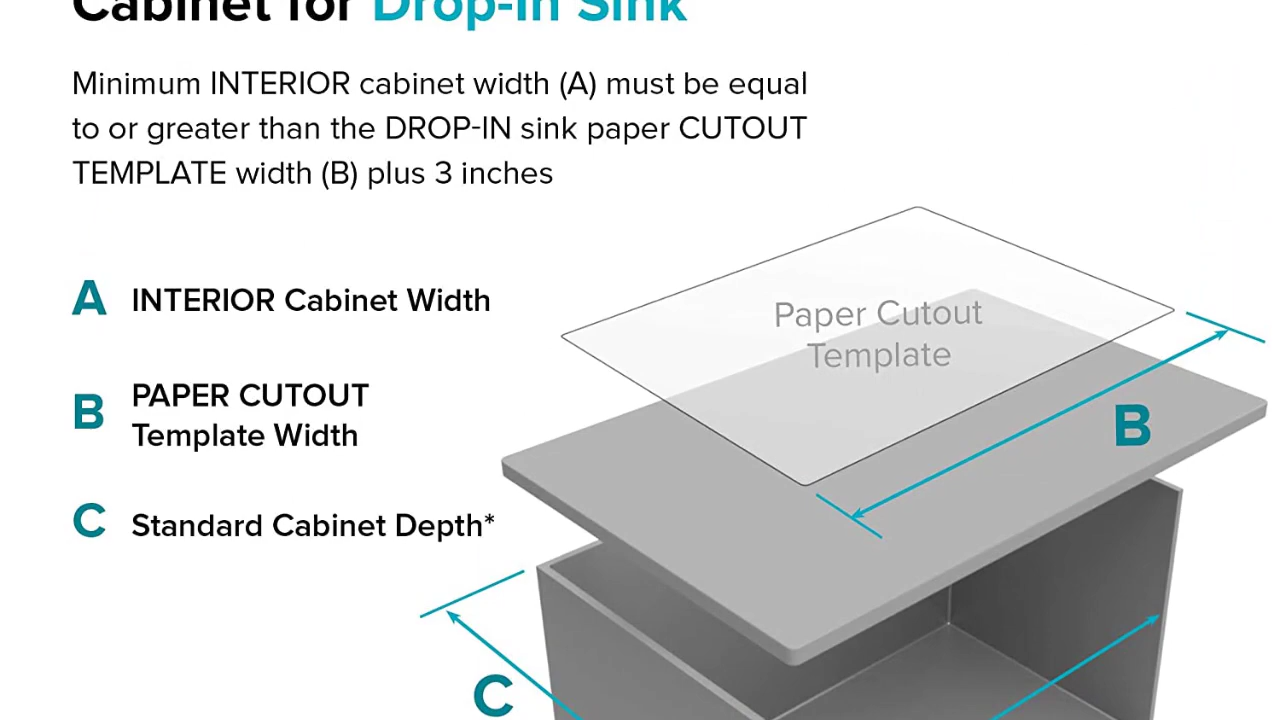 Cabinet for Drop-In Sink
Minimum INTERIOR cabinet width (A) must be equal
to or greater than the DROP-IN sink paper CUTOUT
TEMPLATE width (B) plus 3 inches
A INTERIOR Cabinet Width
B PAPER CUTOUT
Template Width
C Standard Cabinet Depth*
Paper Cutout
Template
B
C